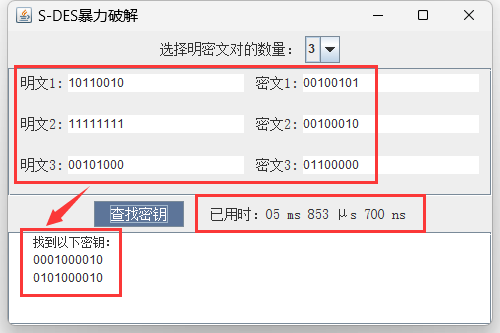 S-DES暴力破解
选择明密文对的数量： 3
明文1: 10110010 密文1: 00100101
明文2: 11111111 密文2: 00100010
明文3: 00101000 密文3: 01100000
查找密钥 已用时: 05 ms 853 μs 700 ns
找到以下密钥:
0001000010
0101000010